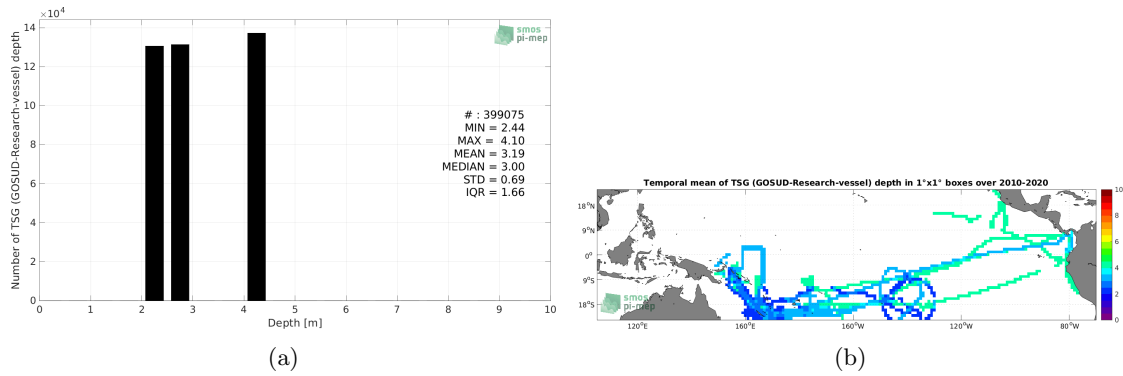 ×10⁴
14
12
10
8
6
4
2
0
Number of TSG (GOSUD-Research-vessel) depth
smos
pi-mep
# : 399075
MIN = 2.44
MAX = 4.10
MEAN = 3.19
MEDIAN = 3.00
STD = 0.69
IQR = 1.66
0 1 2 3 4 5 6 7 8 9 10
Depth [m]
(a)
Temporal mean of TSG (GOSUD-Research-vessel) depth in 1°x1° boxes over 2010-2020
18°N
9°N
0°
9°S
18°S
smos
pi-mep
120°E 160°E 160°W 120°W 80°W
10
8
6
4
2
0
(b)